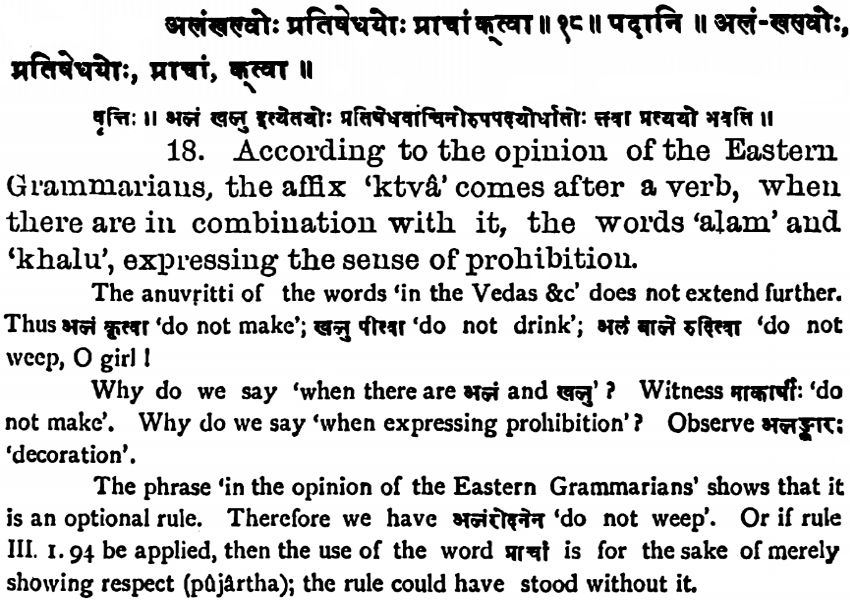 अलंखल्वोः प्रतिषेधयोः प्राचां क्त्वा ॥ १८ ॥ पदानि ॥ अलं-खल्वोः,
प्रतिषेधयोः, प्राचां, क्त्वा ॥
वृत्तिः ॥ अलं खलु इत्येतयोः प्रतिषेधवाचिनोरुपपदयोर्धातोः क्त्वा प्रत्ययो भवति ॥
18. According to the opinion of the Eastern
Grammarians, the affix 'ktvâ' comes after a verb, when
there are in combination with it, the words 'alam' and
'khalu', expressing the sense of prohibition.
The anuvṛitti of the words 'in the Vedas &c' does not extend further.
Thus अलं कृत्वा 'do not make'; खलु पीत्वा 'do not drink'; अलं बाले रुदित्वा 'do not
weep, O girl !
Why do we say 'when there are अलं and खलु' ? Witness माकार्षीः 'do
not make'. Why do we say 'when expressing prohibition'? Observe अलङ्कारः
'decoration'.
The phrase 'in the opinion of the Eastern Grammarians' shows that it
is an optional rule. Therefore we have अलंरोदनेन 'do not weep'. Or if rule
III. 1. 94 be applied, then the use of the word प्राचां is for the sake of merely
showing respect (pûjârtha); the rule could have stood without it.